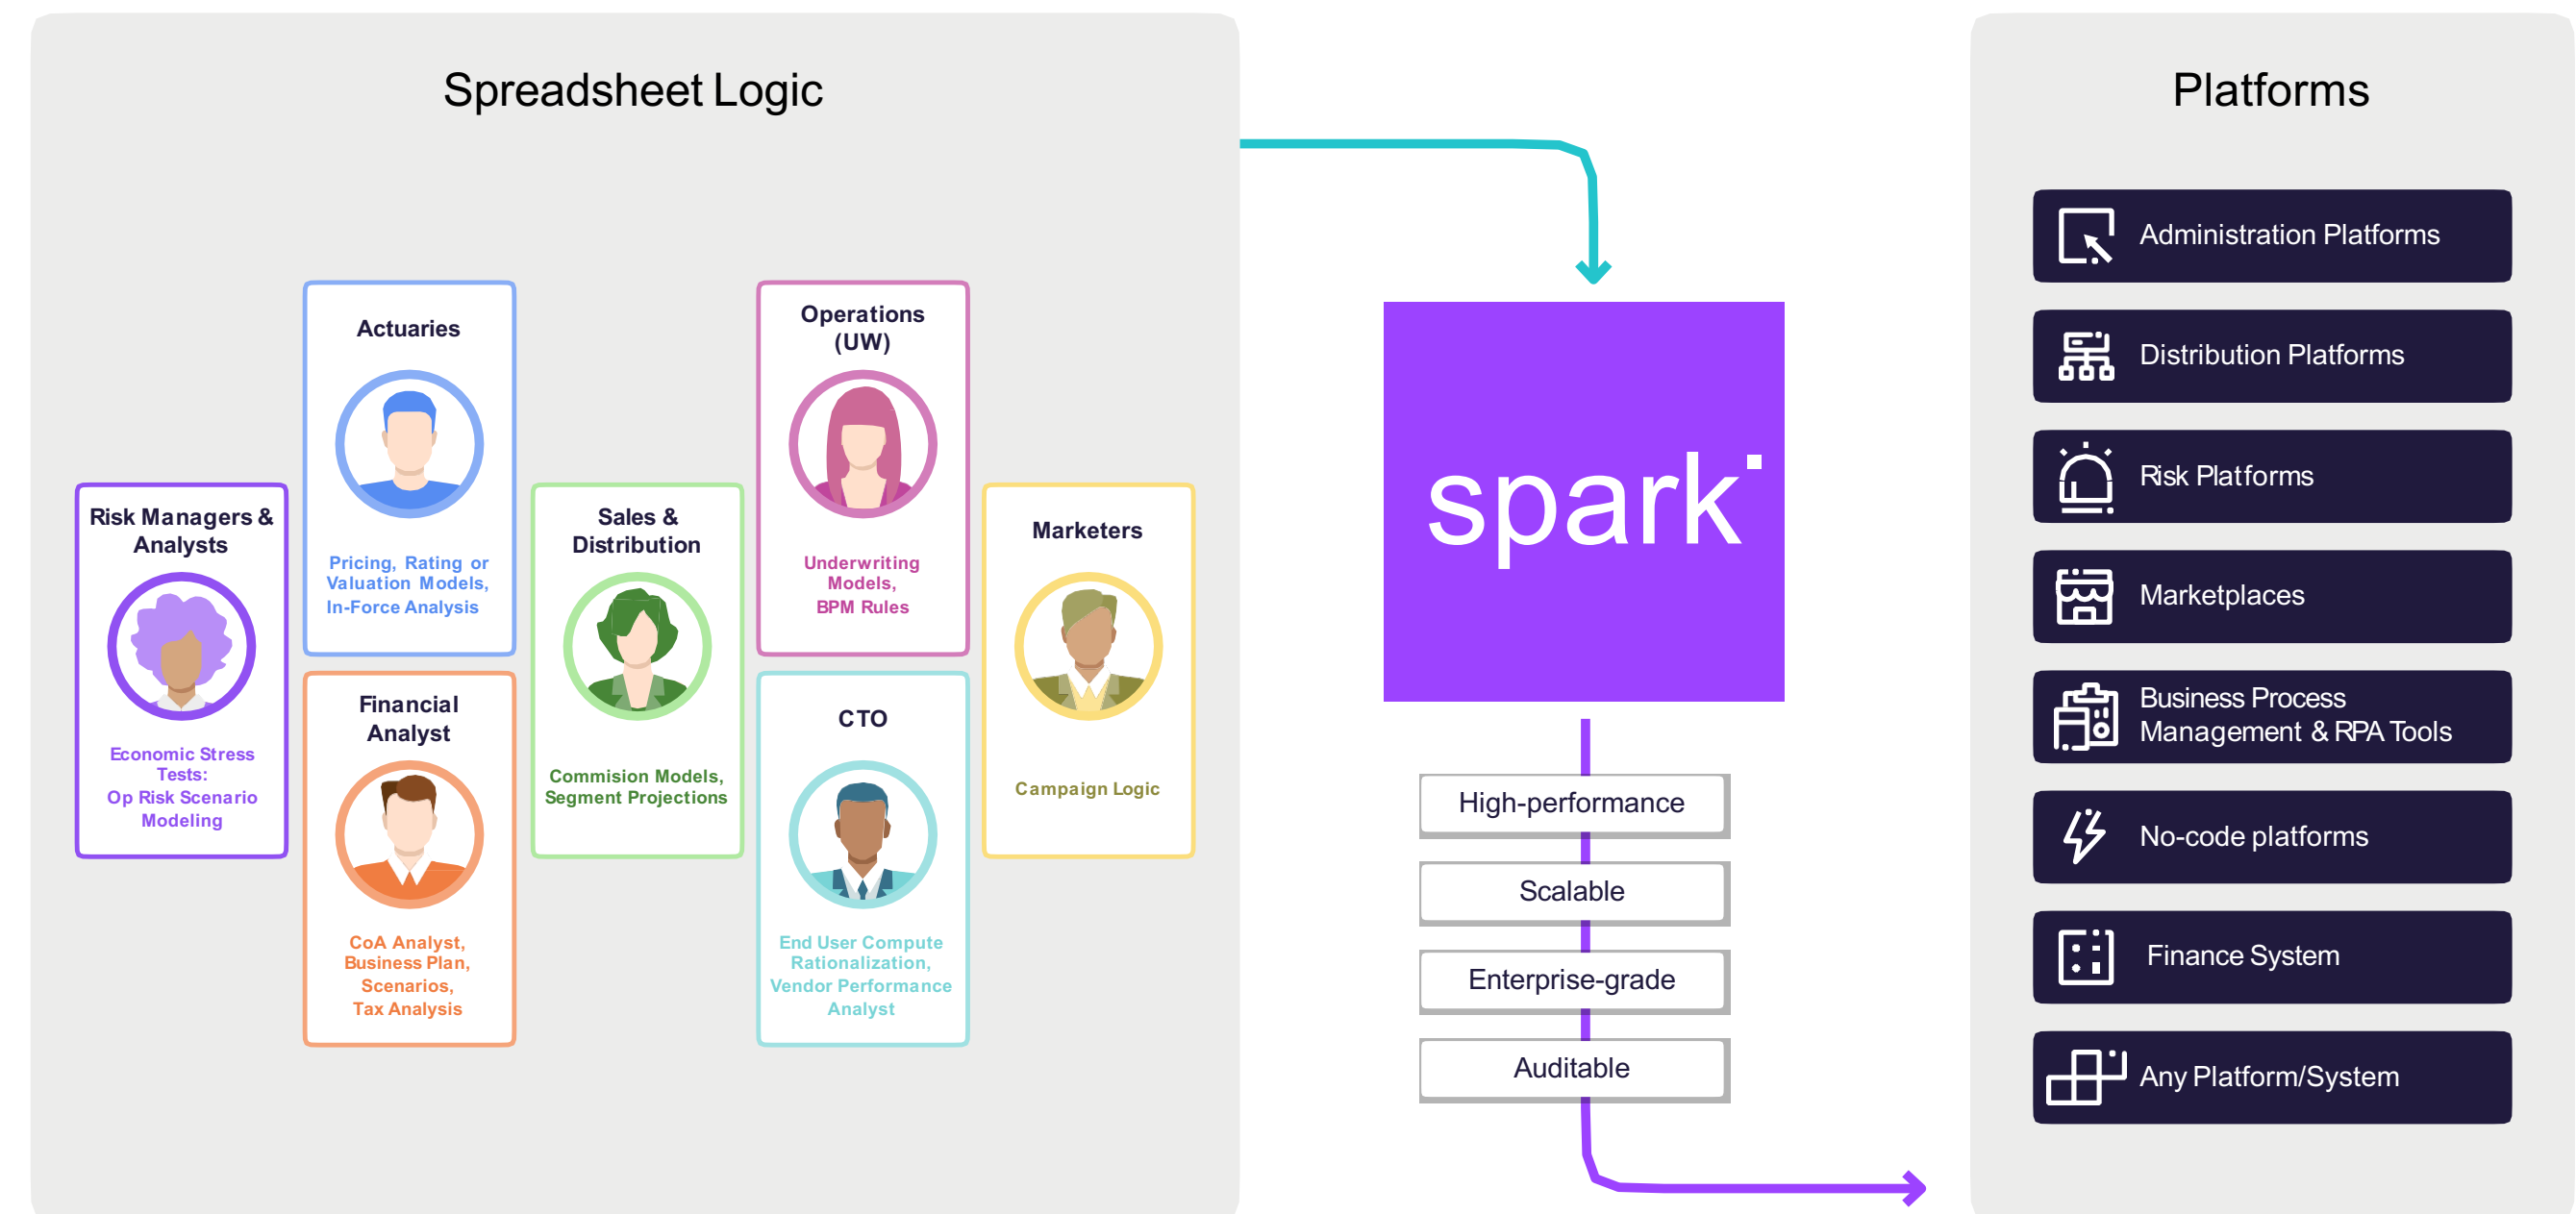 Spreadsheet Logic
Risk Managers &
Analysts
Economic Stress
Tests:
Op Risk Scenario
Modeling
Actuaries
Pricing, Rating or
Valuation Models,
In-Force Analysis
Financial
Analyst
CoA Analyst,
Business Plan,
Scenarios,
Tax Analysis
Sales &
Distribution
Commision Models,
Segment Projections
Operations
(UW)
Underwriting
Models,
BPM Rules
CTO
End User Compute
Rationalization,
Vendor Performance
Analyst
Marketers
Campaign Logic
spark
High-performance
Scalable
Enterprise-grade
Auditable
Platforms
Administration Platforms
Distribution Platforms
Risk Platforms
Marketplaces
Business Process
Management & RPA Tools
No-code platforms
Finance System
Any Platform/System